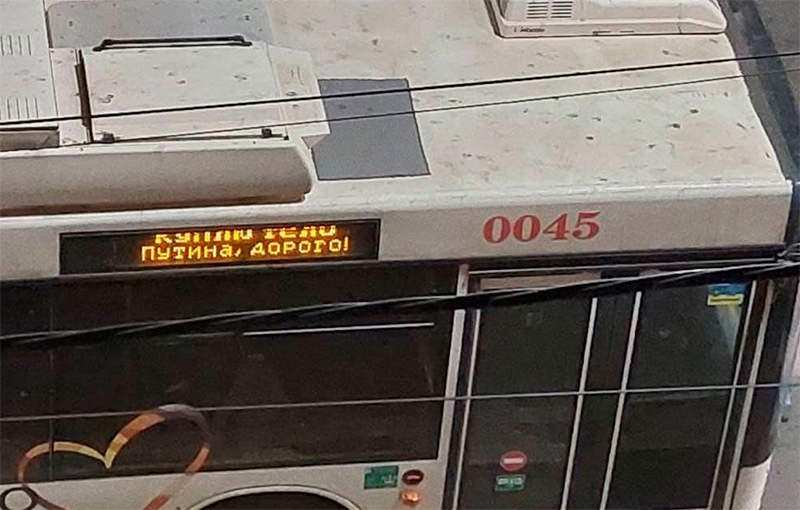 куплю тело
Путина, дорого!
0045